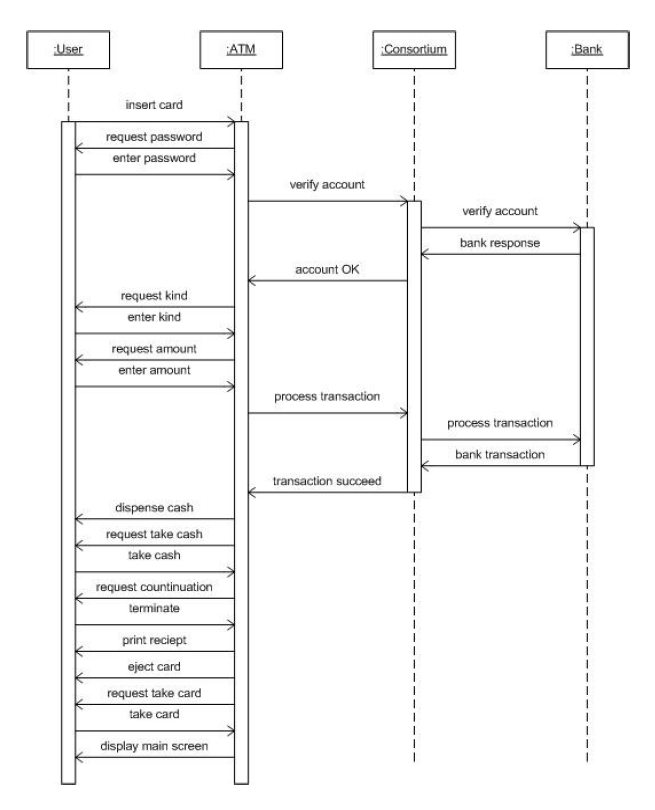 :User
:ATM
:Consortium
:Bank
insert card
request password
enter password
verify account
verify account
bank response
account OK
request kind
enter kind
request amount
enter amount
process transaction
process transaction
bank transaction
transaction succeed
dispense cash
request take cash
take cash
request countinuation
terminate
print reciept
eject card
request take card
take card
display main screen